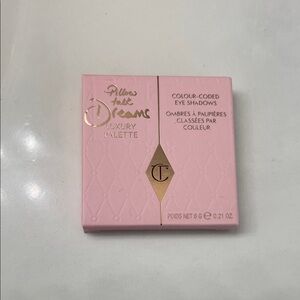 Pillow
talk
Dreams
LUXURY
PALETTE
COLOUR-CODED
EYE SHADOWS
OMBRES À PAUPIÈRES
CLASSÉES PAR
COULEUR
CT
POIDS NET 6 G ℮ 0.21 OZ.